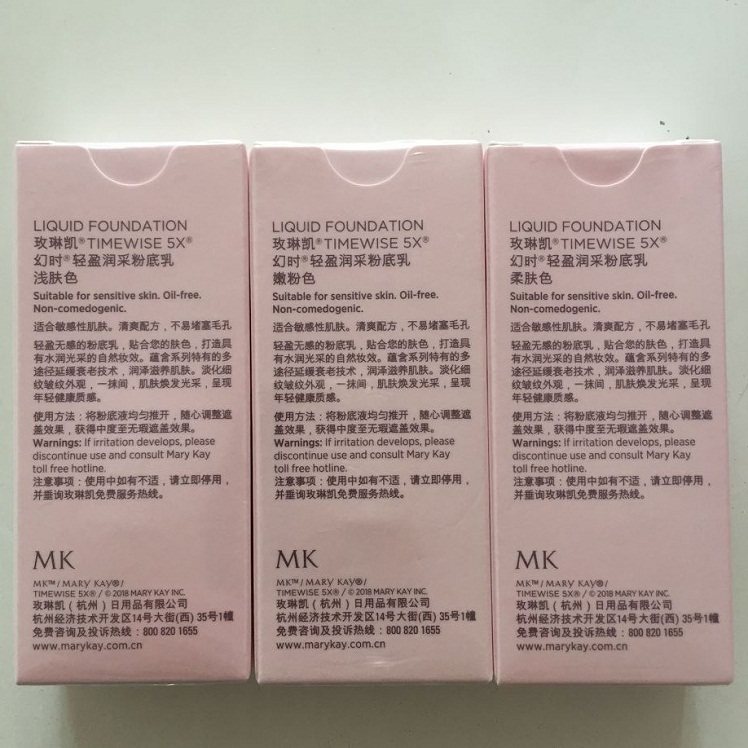 LIQUID FOUNDATION
玫琳凯®TIMEWISE 5X®
幻时®轻盈润采粉底乳
浅肤色
Suitable for sensitive skin. Oil-free.
Non-comedogenic.
适合敏感性肌肤。清爽配方，不易堵塞毛孔
轻盈无感的粉底乳，贴合您的肤色，打造具
有水润光采的自然妆效。蕴含系列特有的多
途径延缓衰老技术，润泽滋养肌肤。淡化细
纹皱纹外观，一抹间，肌肤焕发光采，呈现
年轻健康质感。
使用方法：将粉底液均匀推开，随心调整遮
盖效果，获得中度至无瑕遮盖效果。
Warnings: If irritation develops, please
discontinue use and consult Mary Kay
toll free hotline.
注意事项：使用中如有不适，请立即停用，
并垂询玫琳凯免费服务热线。
MK
MK™/MARY KAY®/
TIMEWISE 5X®/©2018 MARY KAY INC.
玫琳凯（杭州）日用品有限公司
杭州经济技术开发区14号大街(西) 35号1幢
免费咨询及投诉热线：800 820 1655
www.marykay.com.cn
LIQUID FOUNDATION
玫琳凯®TIMEWISE 5X®
幻时®轻盈润采粉底乳
嫩粉色
Suitable for sensitive skin. Oil-free.
Non-comedogenic.
适合敏感性肌肤。清爽配方，不易堵塞毛孔
轻盈无感的粉底乳，贴合您的肤色，打造具
有水润光采的自然妆效。蕴含系列特有的多
途径延缓衰老技术，润泽滋养肌肤。淡化细
纹皱纹外观，一抹间，肌肤焕发光采，呈现
年轻健康质感。
使用方法：将粉底液均匀推开，随心调整遮
盖效果，获得中度至无瑕遮盖效果。
Warnings: If irritation develops, please
discontinue use and consult Mary Kay
toll free hotline.
注意事项：使用中如有不适，请立即停用，
并垂询玫琳凯免费服务热线。
MK
MK™/MARY KAY®/
TIMEWISE 5X®/©2018 MARY KAY INC.
玫琳凯（杭州）日用品有限公司
杭州经济技术开发区14号大街(西) 35号1幢
免费咨询及投诉热线：800 820 1655
www.marykay.com.cn
LIQUID FOUNDATION
玫琳凯®TIMEWISE 5X®
幻时®轻盈润采粉底乳
柔肤色
Suitable for sensitive skin. Oil-free.
Non-comedogenic.
适合敏感性肌肤。清爽配方，不易堵塞毛孔
轻盈无感的粉底乳，贴合您的肤色，打造具
有水润光采的自然妆效。蕴含系列特有的多
途径延缓衰老技术，润泽滋养肌肤。淡化细
纹皱纹外观，一抹间，肌肤焕发光采，呈现
年轻健康质感。
使用方法：将粉底液均匀推开，随心调整遮
盖效果，获得中度至无瑕遮盖效果。
Warnings: If irritation develops, please
discontinue use and consult Mary Kay
toll free hotline.
注意事项：使用中如有不适，请立即停用，
并垂询玫琳凯免费服务热线。
MK
MK™/MARY KAY®/
TIMEWISE 5X®/©2018 MARY KAY INC.
玫琳凯（杭州）日用品有限公司
杭州经济技术开发区14号大街(西) 35号1幢
免费咨询及投诉热线：800 820 1655
www.marykay.com.cn